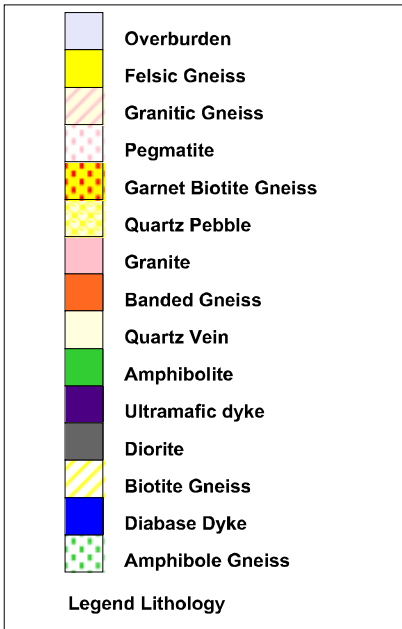 Overburden
Felsic Gneiss
Granitic Gneiss
Pegmatite
Garnet Biotite Gneiss
Quartz Pebble
Granite
Banded Gneiss
Quartz Vein
Amphibolite
Ultramafic dyke
Diorite
Biotite Gneiss
Diabase Dyke
Amphibole Gneiss
Legend Lithology